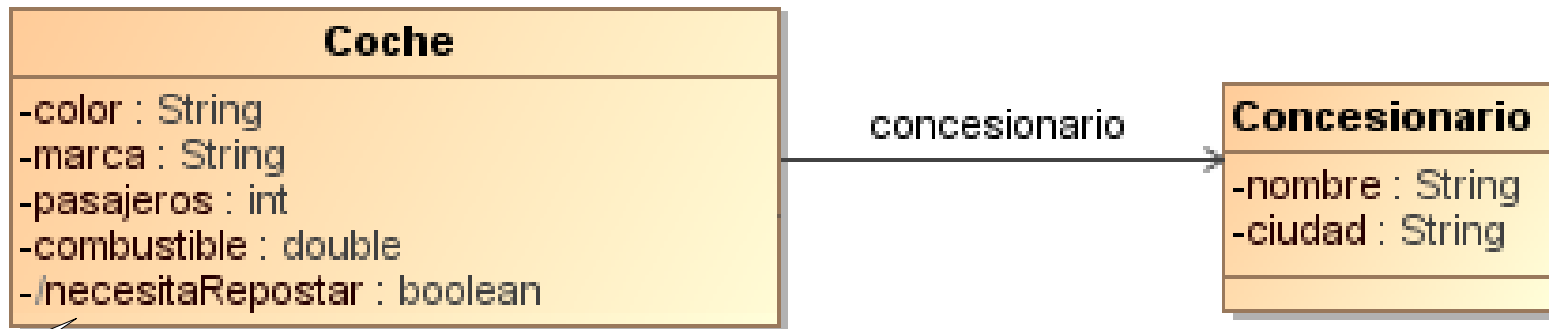 Coche
-color : String
-marca : String
-pasajeros : int
-combustible : double
-/necesitaRepostar : boolean
concesionario
Concesionario
-nombre : String
-ciudad : String